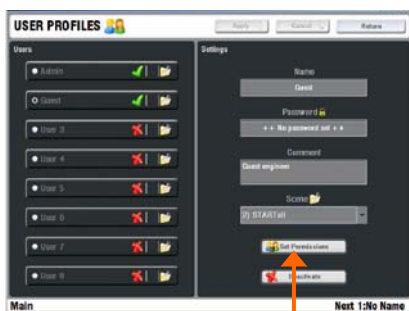 USER PROFILES
Apply
Cancel
Return
Users
Admin
Guest
User 3
User 4
User 5
User 6
User 7
User 8
Settings
Name
Guest
Password
++ No password set ++
Comment
Guest engineer
Scene
2) STARTall
Set Permissions
Deactivate
Main
Next 1:No Name